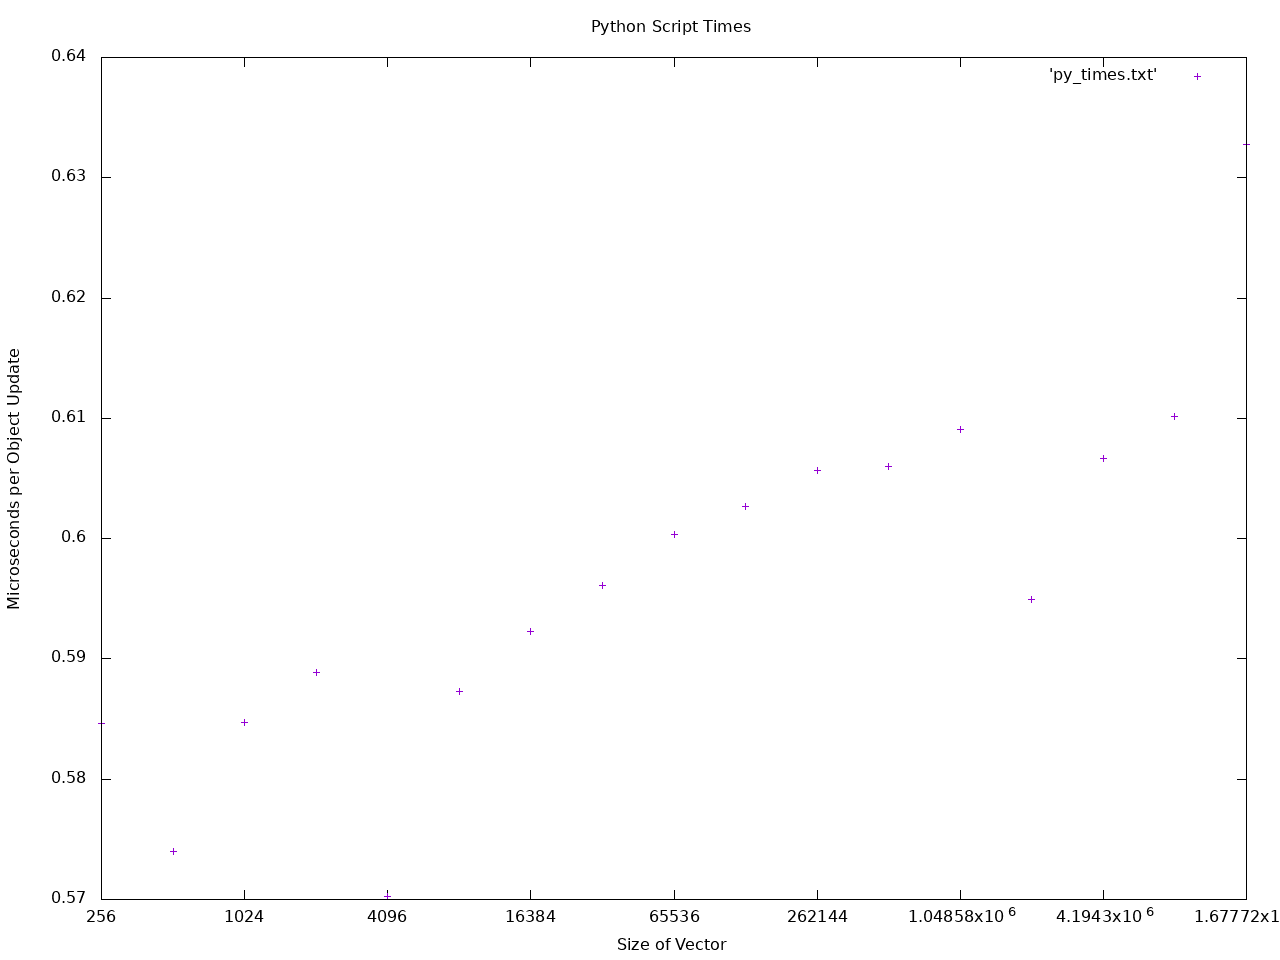 Python Script Times
0.64
'py_times.txt'
0.63
0.62
0.61
0.6
0.59
0.58
0.57
Microseconds per Object Update
256 1024 4096 16384 65536 262144 1.04858x10 6 4.1943x10 6 1.67772x1
Size of Vector